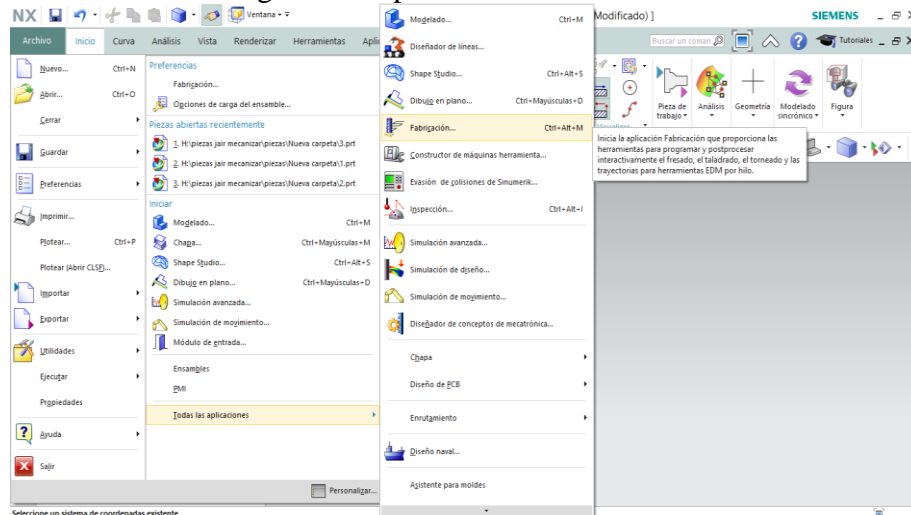 NX
Ventana
Modificado) ]
SIEMENS
Archivo
Inicio
Curva
Análisis
Vista
Renderizar
Herramientas
Apli
Buscar un coman
Tutoriales
Nuevo... Ctrl+N
Abrir... Ctrl+O
Cerrar
Guardar
Preferencias
Imprimir...
Plotear... Ctrl+P
Plotear (Abrir CLSF)...
Importar
Exportar
Utilidades
Ejecutar
Propiedades
Ayuda
Salir
Preferencias
Fabricación...
Opciones de carga del ensamble...
Piezas abiertas recientemente
1. H:\piezas jair mecanizar\piezas\Nueva carpeta\3.prt
2. H:\piezas jair mecanizar\piezas\Nueva carpeta\1.prt
3. H:\piezas jair mecanizar\piezas\Nueva carpeta\2.prt
Iniciar
Modelado... Ctrl+M
Chapa... Ctrl+Mayúsculas+M
Shape Studio... Ctrl+Alt+S
Dibujo en plano... Ctrl+Mayúsculas+D
Simulación avanzada...
Simulación de movimiento...
Módulo de entrada...
Ensambles
PMI
Todas las aplicaciones
Personalizar...
Modelado... Ctrl+M
Diseñador de líneas...
Shape Studio... Ctrl+Alt+S
Dibujo en plano... Ctrl+Mayúsculas+D
Fabricación... Ctrl+Alt+M
Constructor de máquinas herramienta...
Evasión de colisiones de Sinumerik...
Inspección... Ctrl+Alt+I
Simulación avanzada...
Simulación de diseño...
Simulación de movimiento...
Diseñador de conceptos de mecatrónica...
Chapa
Diseño de PCB
Enrutamiento
Diseño naval...
Asistente para moldes
Pieza de
trabajo
Análisis
Geometría
Modelado
sincrónico
Figura
Inicia la aplicación Fabricación que proporciona las
herramientas para programar y postprocesar
interactivamente el fresado, el taladrado, el torneado y las
trayectorias para herramientas EDM por hilo.
Seleccione un sistema de coordenadas existente